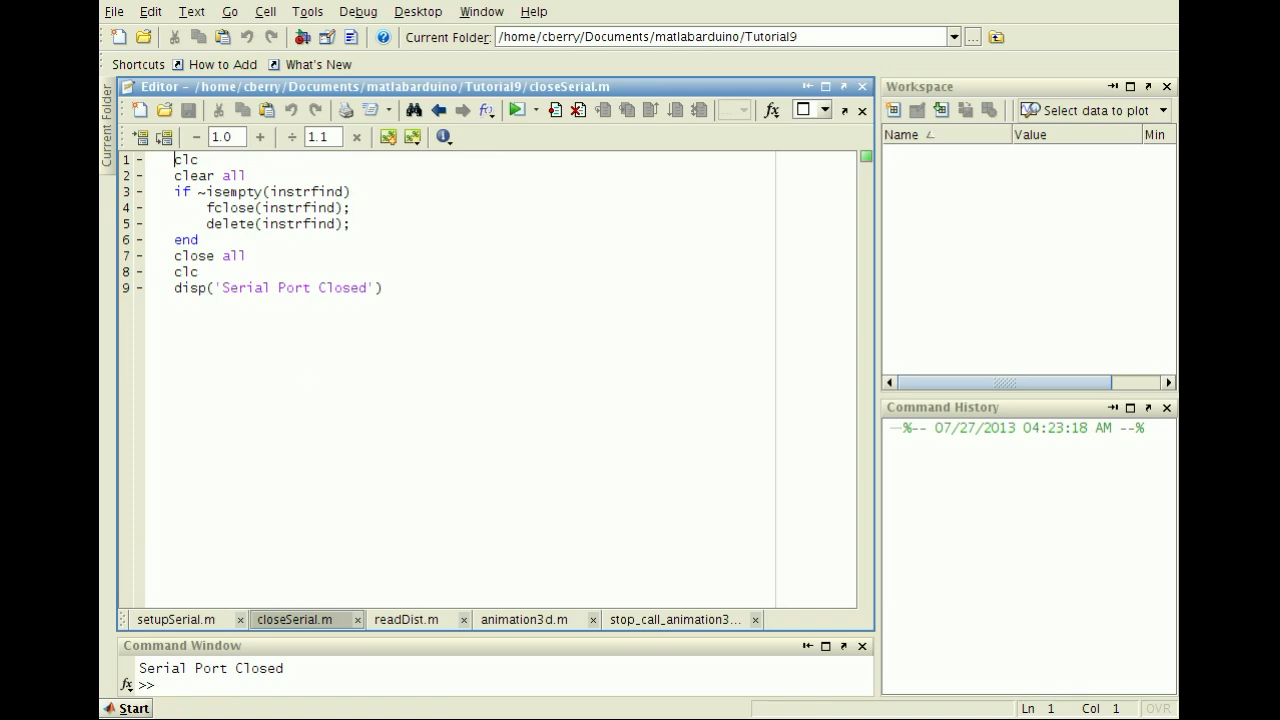 File Edit Text Go Cell Tools Debug Desktop Window Help
Current Folder: /home/cberry/Documents/matlabarduino/Tutorial9 ...
Shortcuts How to Add What's New
Current Folder
Editor - /home/cberry/Documents/matlabarduino/Tutorial9/closeSerial.m
fx
− 1.0 + ÷ 1.1 ×
1 - clc
2 - clear all
3 - if ~isempty(instrfind)
4 - fclose(instrfind);
5 - delete(instrfind);
6 - end
7 - close all
8 - clc
9 - disp('Serial Port Closed')
setupSerial.m closeSerial.m readDist.m animation3d.m stop_call_animation3...
Command Window
Serial Port Closed
fx >>
Workspace
Select data to plot
Name Value Min
Command History
%-- 07/27/2013 04:23:18 AM --%
Start
Ln 1 Col 1 OVR